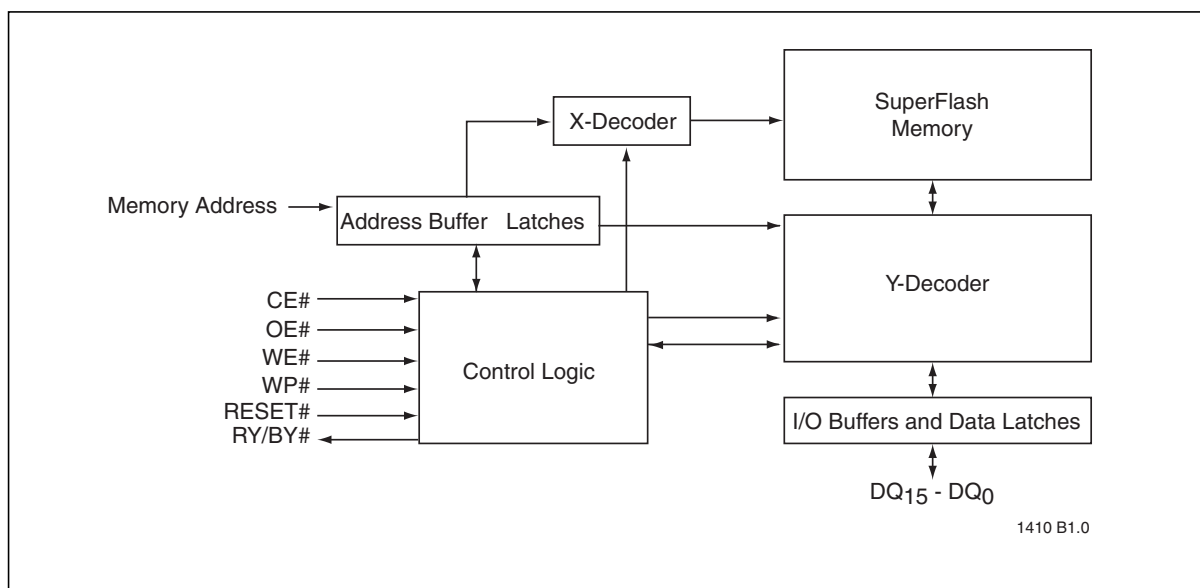 SuperFlash
Memory
X-Decoder
Memory Address
Address Buffer Latches
Y-Decoder
CE#
OE#
WE#
WP#
RESET#
RY/BY#
Control Logic
I/O Buffers and Data Latches
DQ15 - DQ0
1410 B1.0